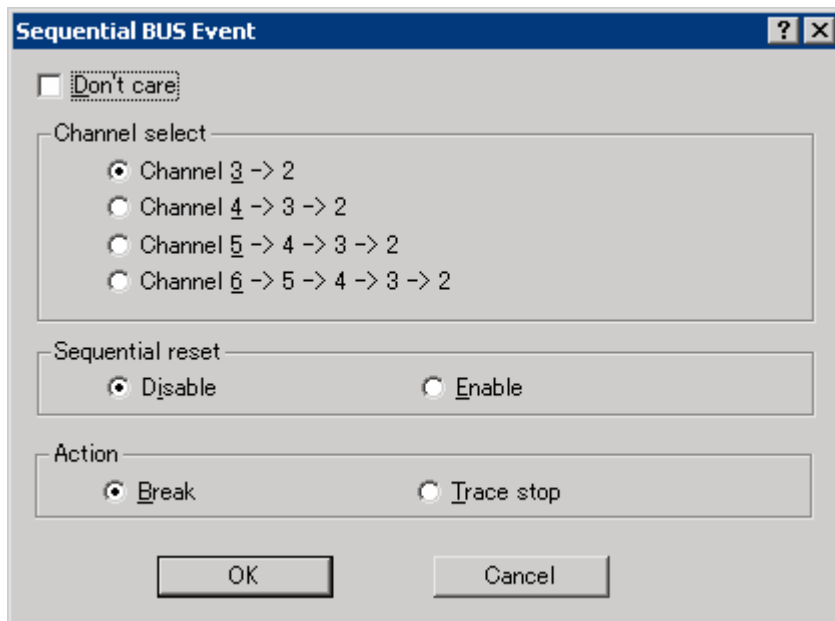 Sequential BUS Event
Don't care
Channel select
Channel 3 -> 2
Channel 4 -> 3 -> 2
Channel 5 -> 4 -> 3 -> 2
Channel 6 -> 5 -> 4 -> 3 -> 2
Sequential reset
Disable Enable
Action
Break Trace stop
OK Cancel